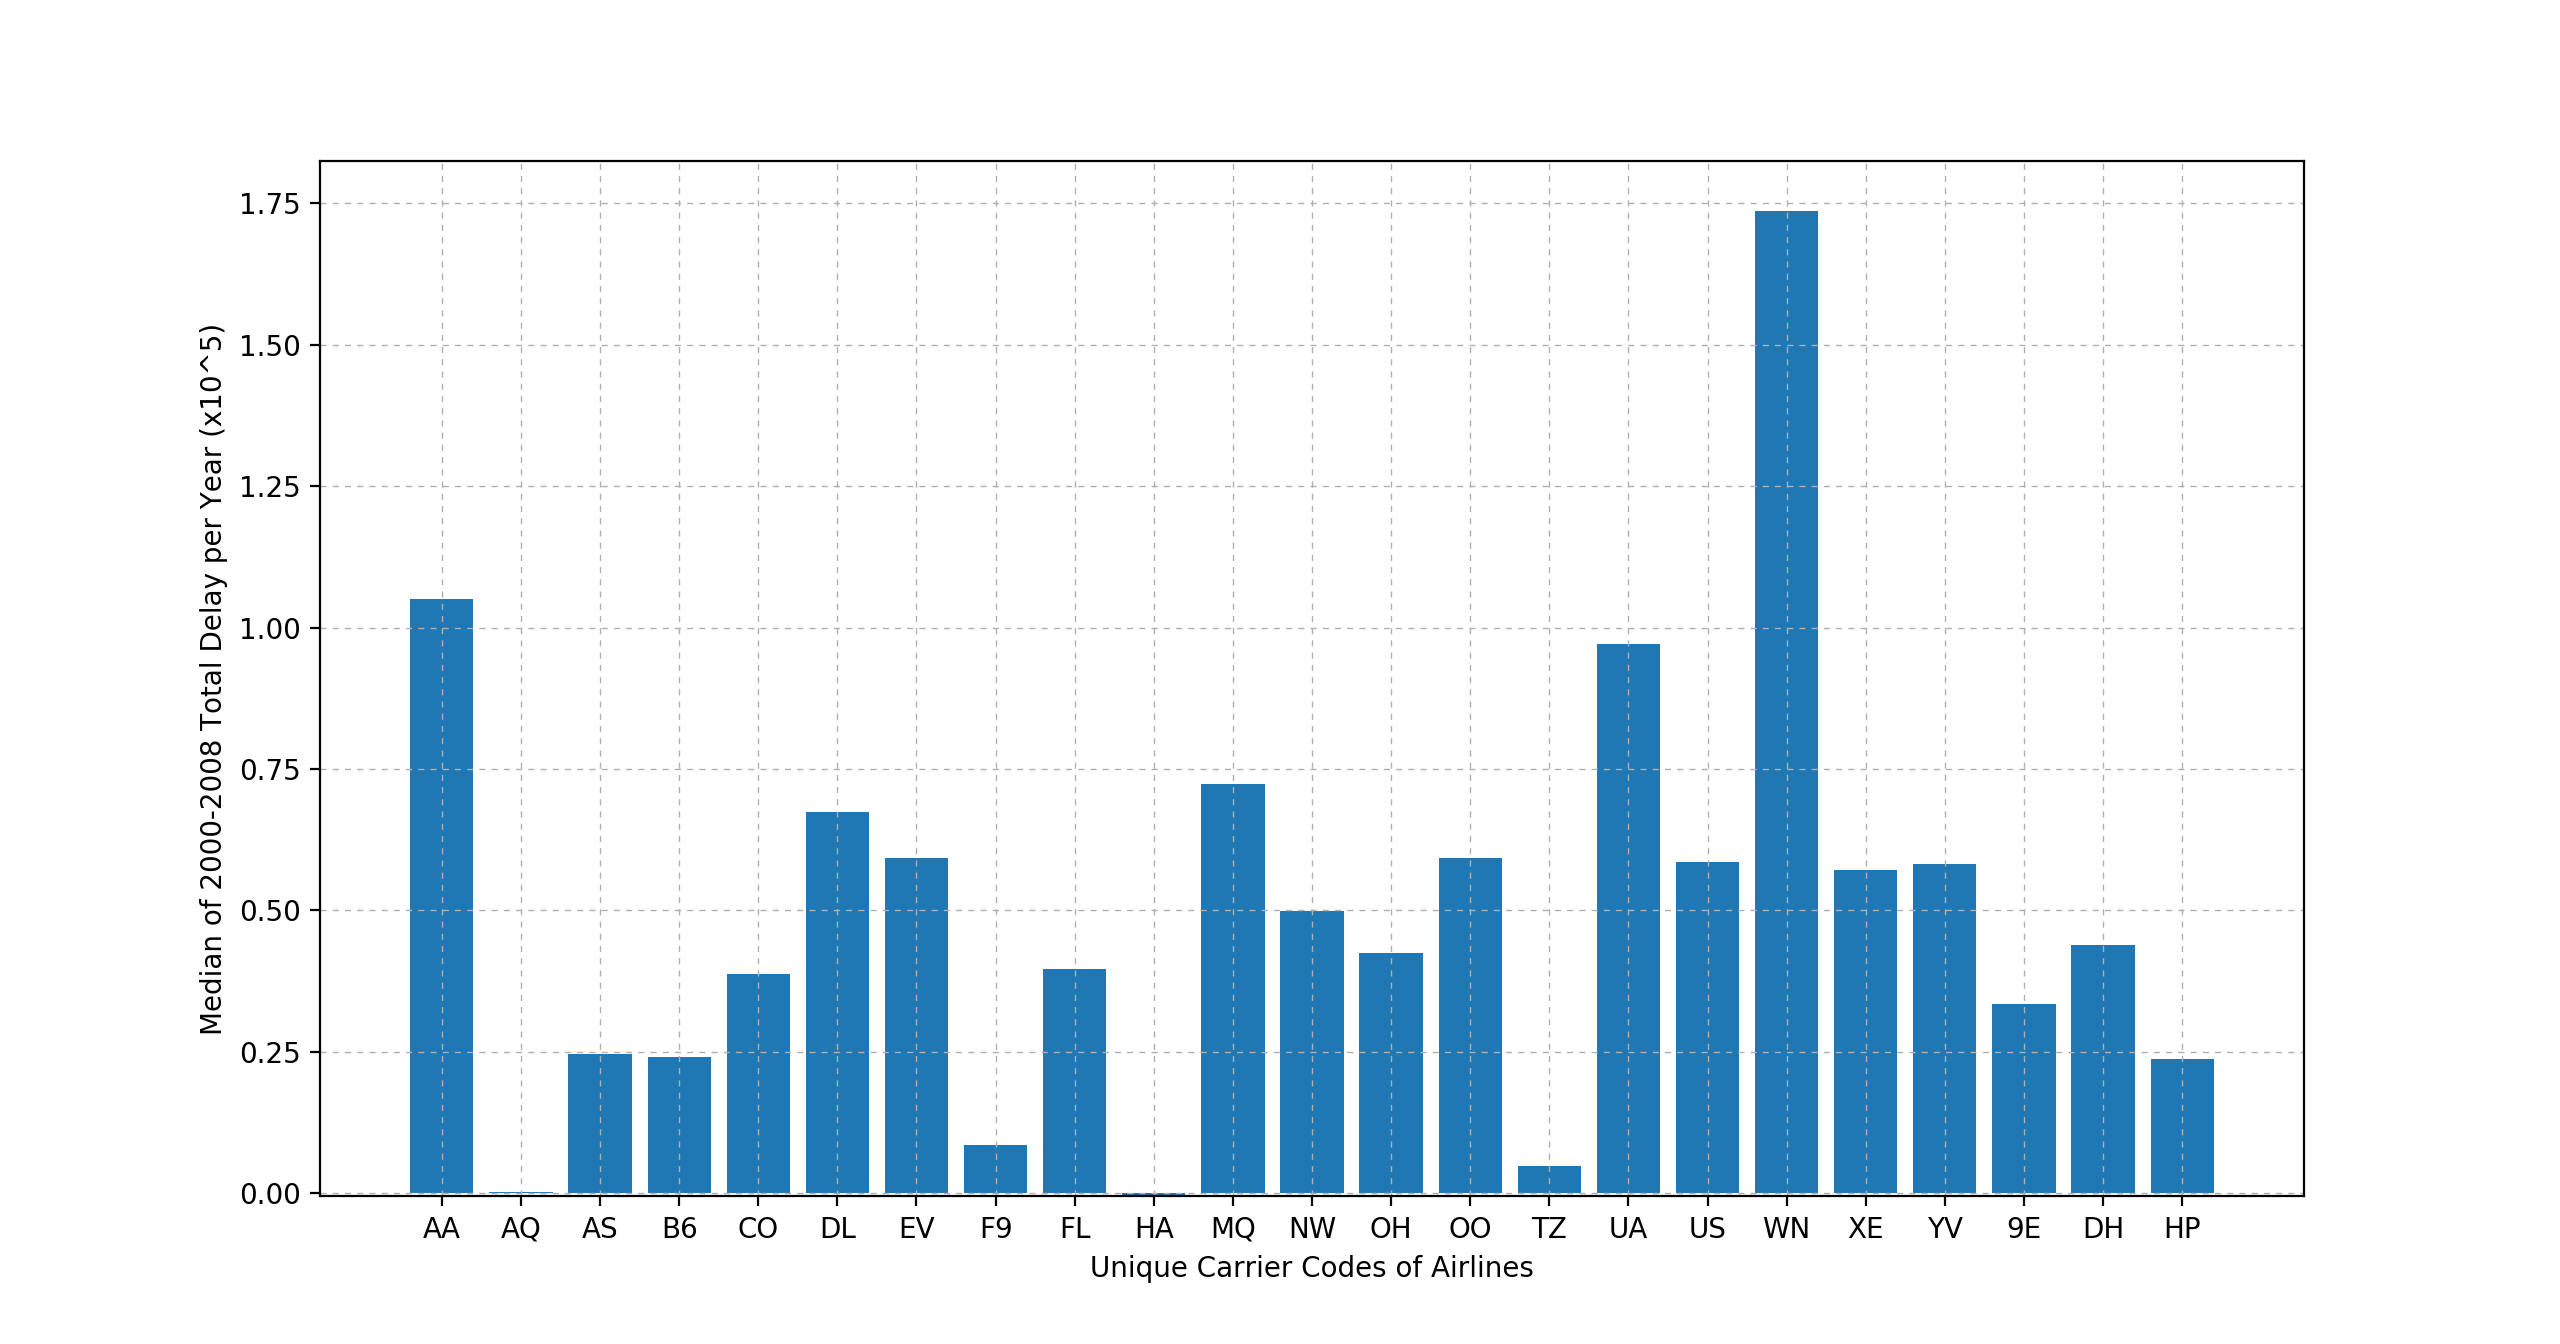 Median of 2000-2008 Total Delay per Year (x10^5)
1.75
1.50
1.25
1.00
0.75
0.50
0.25
0.00
AA AQ AS B6 CO DL EV F9 FL HA MQ NW OH OO TZ UA US WN XE YV 9E DH HP
Unique Carrier Codes of Airlines